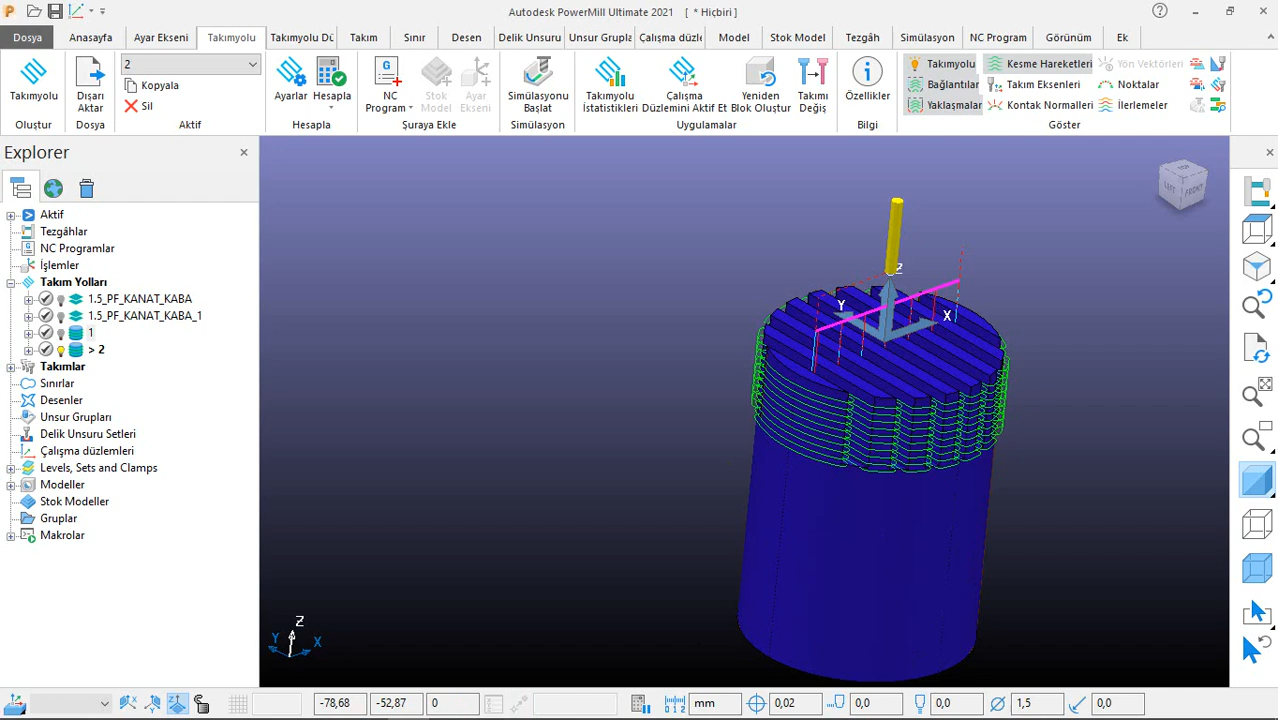 Autodesk PowerMill Ultimate 2021 [ * Hiçbiri ]
Dosya Anasayfa Ayar Ekseni Takımyolu Takımyolu Dü Takım Sınır Desen Delik Unsuru Unsur Grupla Çalışma düzle Model Stok Model Tezgâh Simülasyon NC Program Görünüm Ek
Takımyolu
Oluştur
Dışarı Aktar
Dosya
2
Kopyala
Sil
Aktif
Ayarlar
Hesapla
Hesapla
NC Program
Stok Model
Ayar Ekseni
Şuraya Ekle
Simülasyonu Başlat
Simülasyon
Takımyolu İstatistikleri
Çalışma Düzlemini Aktif Et
Yeniden Blok Oluştur
Takımı Değiş
Uygulamalar
Özellikler
Bilgi
Takımyolu Kesme Hareketleri Yön Vektörleri
Bağlantılar Takım Eksenleri Noktalar
Yaklaşmalar Kontak Normalleri İlerlemeler
Göster
Explorer
Aktif
Tezgâhlar
NC Programlar
İşlemler
Takım Yolları
1.5_PF_KANAT_KABA
1.5_PF_KANAT_KABA_1
1
> 2
Takımlar
Sınırlar
Desenler
Unsur Grupları
Delik Unsuru Setleri
Çalışma düzlemleri
Levels, Sets and Clamps
Modeller
Stok Modeller
Gruplar
Makrolar
TOP
LEFT FRONT
Z
Y
X
Z
Y
X
-78,68 -52,87 0 mm 0,02 0,0 0,0 1,5 0,1